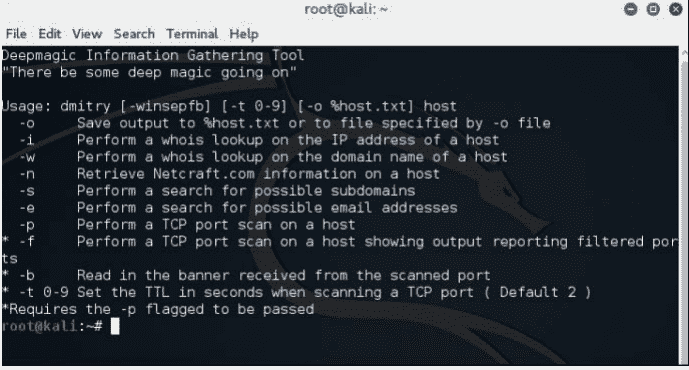 root@kali: ~
File Edit View Search Terminal Help
Deepmagic Information Gathering Tool
"There be some deep magic going on"
Usage: dmitry [-winsepfb] [-t 0-9] [-o %host.txt] host
-o Save output to %host.txt or to file specified by -o file
-i Perform a whois lookup on the IP address of a host
-w Perform a whois lookup on the domain name of a host
-n Retrieve Netcraft.com information on a host
-s Perform a search for possible subdomains
-e Perform a search for possible email addresses
-p Perform a TCP port scan on a host
* -f Perform a TCP port scan on a host showing output reporting filtered por
ts
* -b Read in the banner received from the scanned port
* -t 0-9 Set the TTL in seconds when scanning a TCP port ( Default 2 )
*Requires the -p flagged to be passed
root@kali:~#